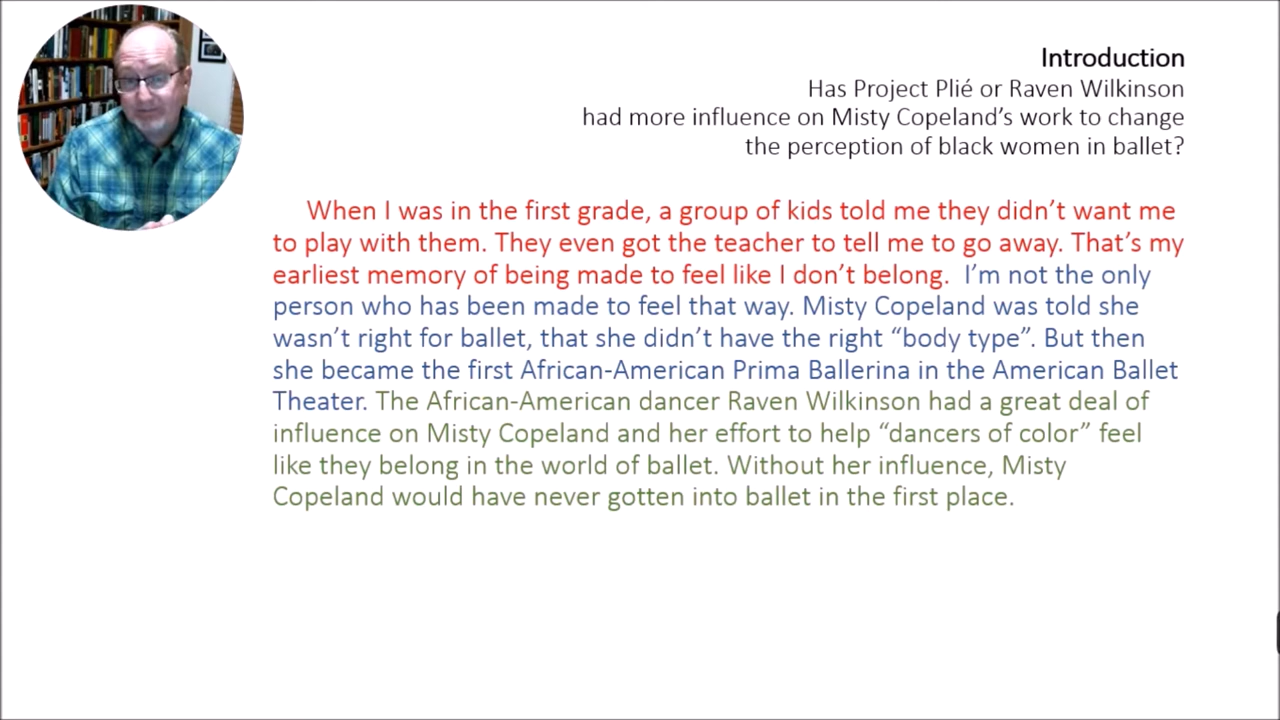 Introduction
Has Project Plié or Raven Wilkinson
had more influence on Misty Copeland's work to change
the perception of black women in ballet?
When I was in the first grade, a group of kids told me they didn't want me
to play with them. They even got the teacher to tell me to go away. That's my
earliest memory of being made to feel like I don't belong. I'm not the only
person who has been made to feel that way. Misty Copeland was told she
wasn't right for ballet, that she didn't have the right “body type”. But then
she became the first African-American Prima Ballerina in the American Ballet
Theater. The African-American dancer Raven Wilkinson had a great deal of
influence on Misty Copeland and her effort to help “dancers of color” feel
like they belong in the world of ballet. Without her influence, Misty
Copeland would have never gotten into ballet in the first place.